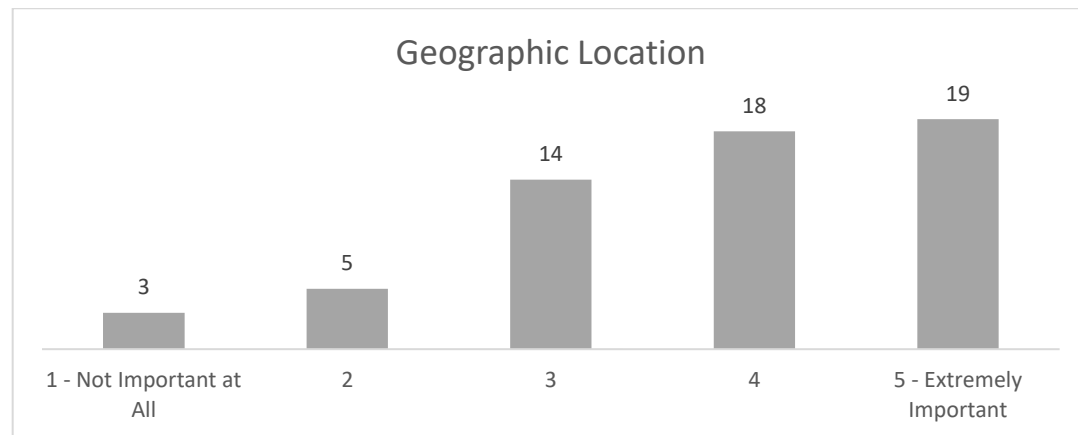 Geographic Location
19
18
14
5
3
1 - Not Important at
All
2
3
4
5 - Extremely
Important